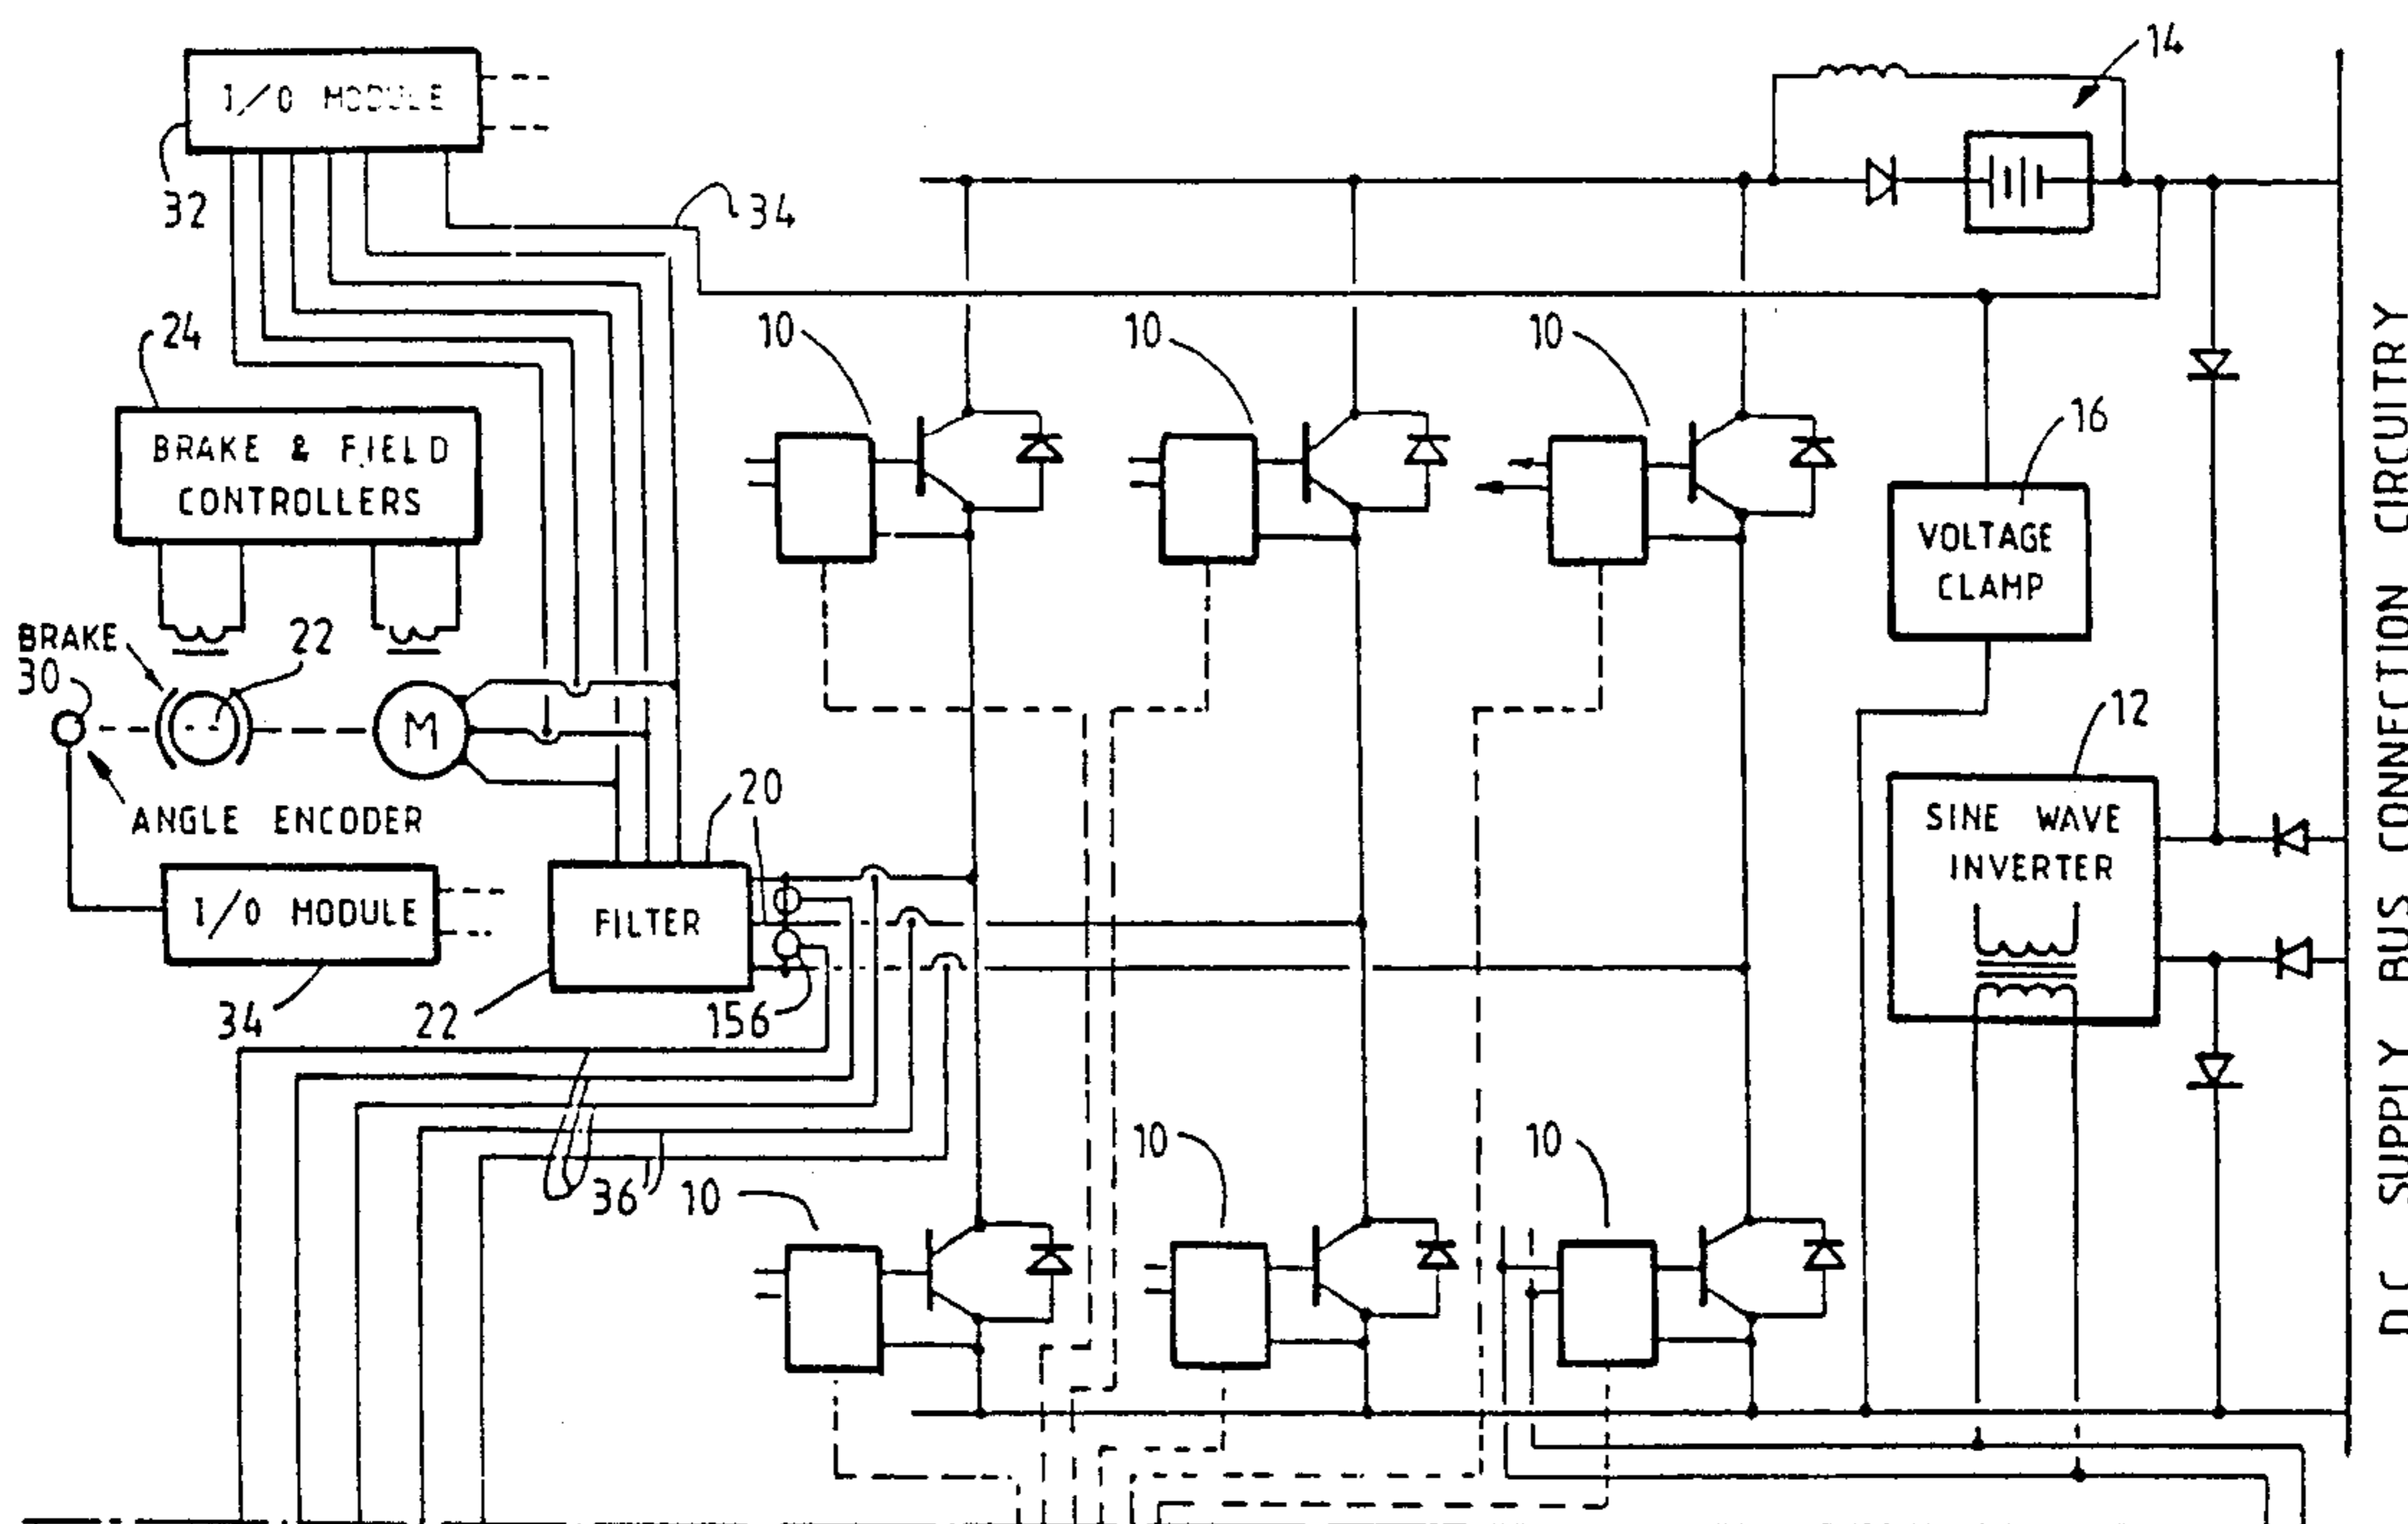 14
I/O MODULE
32
34
24
10
10
10
BRAKE & FIELD
CONTROLLERS
16
VOLTAGE
CLAMP
BRAKE
22
30
M
12
ANGLE ENCODER
20
SINE WAVE
INVERTER
I/O MODULE
FILTER
34
22
156
36
10
10
10
D.C. SUPPLY BUS CONNECTION CIRCUITRY